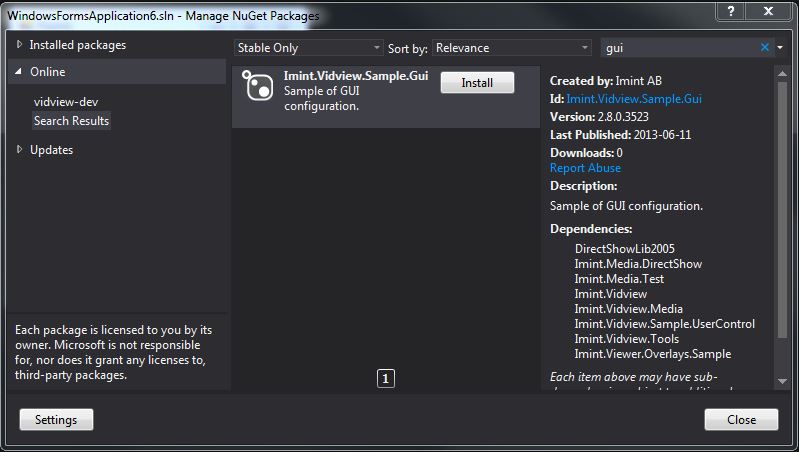 WindowsFormsApplication6.sln - Manage NuGet Packages
?
X
Installed packages
Online
vidview-dev
Search Results
Updates
Each package is licensed to you by its
owner. Microsoft is not responsible
for, nor does it grant any licenses to,
third-party packages.
Settings
Stable Only
Sort by: Relevance
Imint.Vidview.Sample.Gui
Sample of GUI
configuration.
Install
1
gui
Created by: Imint AB
Id: Imint.Vidview.Sample.Gui
Version: 2.8.0.3523
Last Published: 2013-06-11
Downloads: 0
Report Abuse
Description:
Sample of GUI configuration.
Dependencies:
DirectShowLib2005
Imint.Media.DirectShow
Imint.Media.Test
Imint.Vidview
Imint.Vidview.Media
Imint.Vidview.Sample.UserControl
Imint.Vidview.Tools
Imint.Viewer.Overlays.Sample
Each item above may have sub-
Close